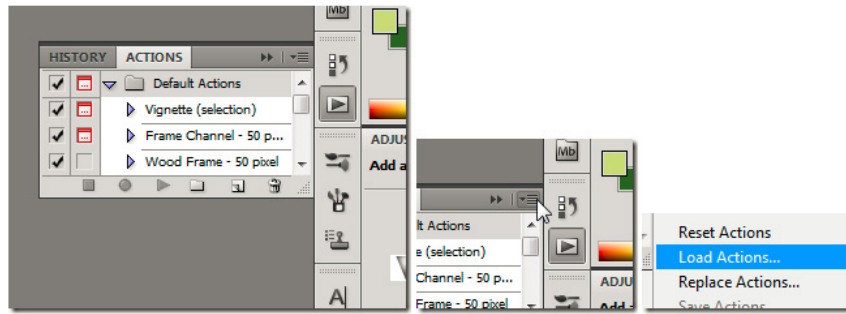 Mb
HISTORY ACTIONS
Default Actions
Vignette (selection)
Frame Channel - 50 p...
Wood Frame - 50 pixel
ADJUS
Add a
A
Mb
lt Actions
e (selection)
Channel - 50 p...
Frame - 50 pixel
ADJU
Add a
Reset Actions
Load Actions...
Replace Actions...
Save Actions